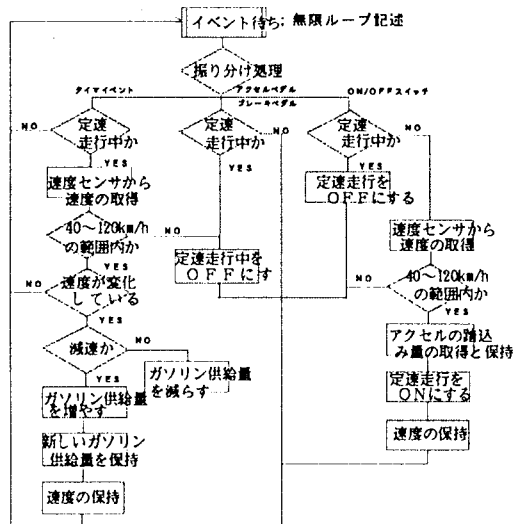 イベント待ち: 無限ループ記述
振り分け処理
タイマイベント
アクセルペダル
ブレーキペダル
ON/OFFスイッチ
NO
定速
走行中か
YES
速度センサから
速度の取得
40〜120km/h
の範囲内か
NO
YES
NO
速度が変化
している
YES
減速か
NO
YES
ガソリン供給量
を減らす
ガソリン供給量
を増やす
新しいガソリン
供給量を保持
速度の保持
定速
走行中か
NO
YES
定速走行中を
OFFにす
定速
走行中か
NO
YES
定速走行を
OFFにする
速度センサから
速度の取得
NO
40〜120km/h
の範囲内か
YES
アクセルの踏込
み量の取得と保持
定速走行を
ONにする
速度の保持